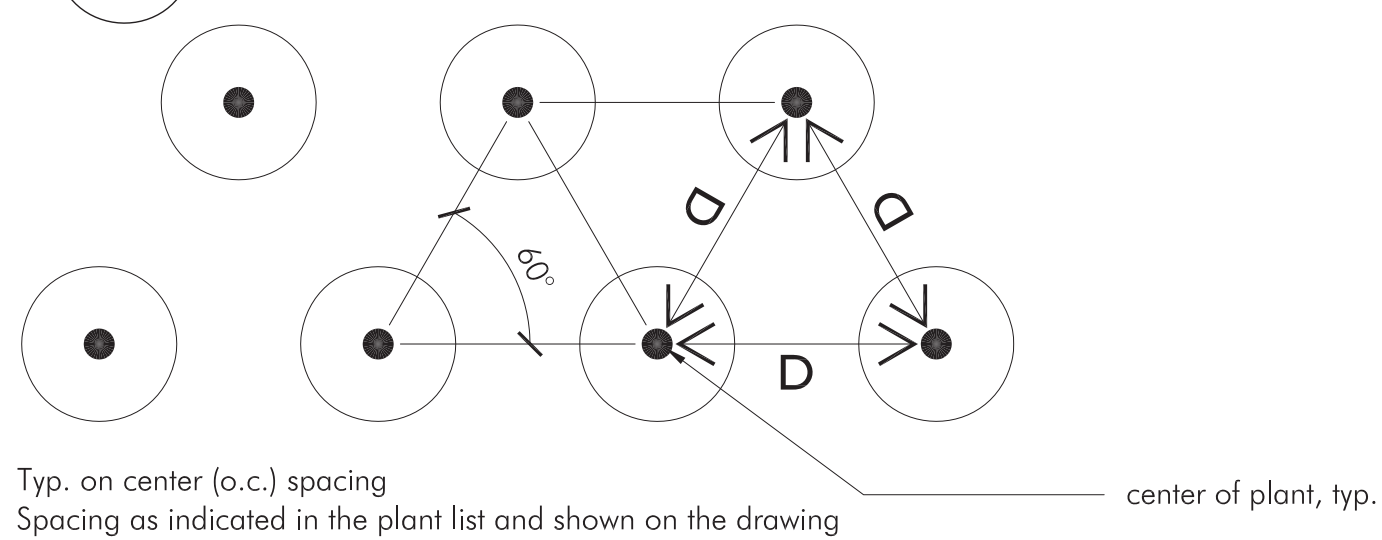 D
D
60°
D
Typ. on center (o.c.) spacing
center of plant, typ.
Spacing as indicated in the plant list and shown on the drawing